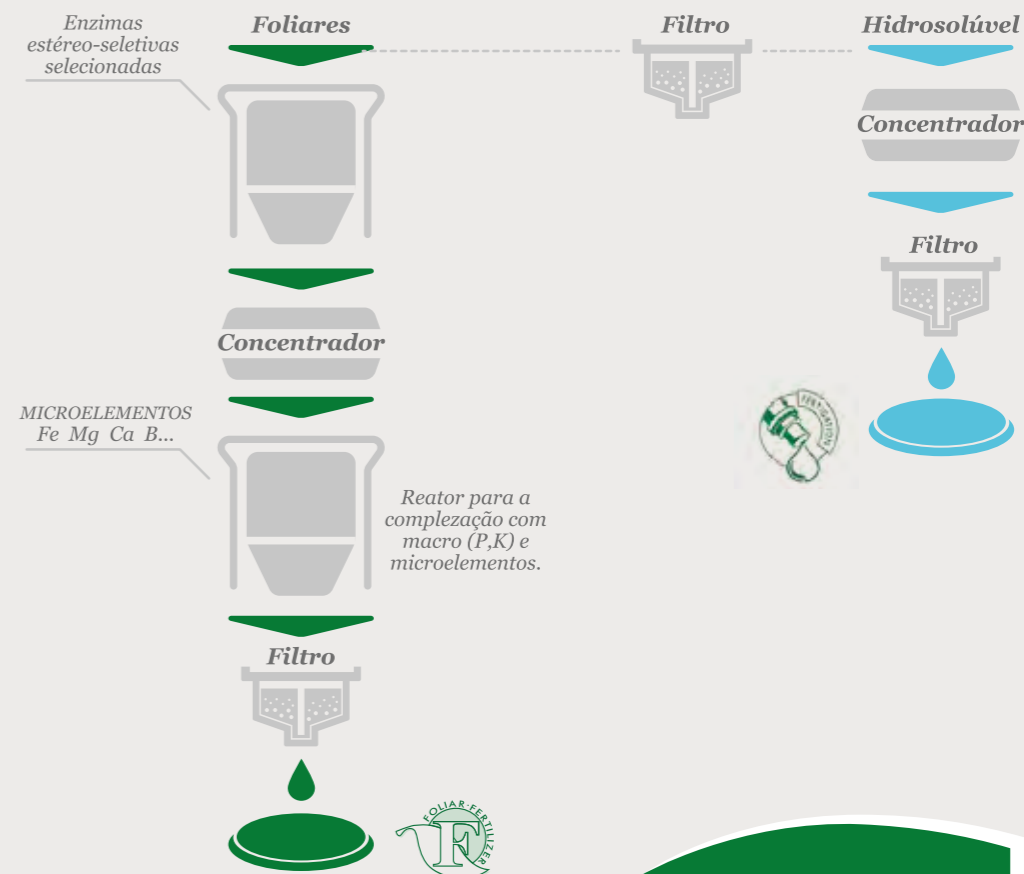 Enzimas
estéreo-seletivas
selecionadas
Foliares
Filtro
Hidrosolúvel
Concentrador
Filtro
Concentrador
MICROELEMENTOS
Fe Mg Ca B...
Reator para a
complezação com
macro (P,K) e
microelementos.
FERTIGATION
Filtro
FOLIAR·FERTILIZER
F